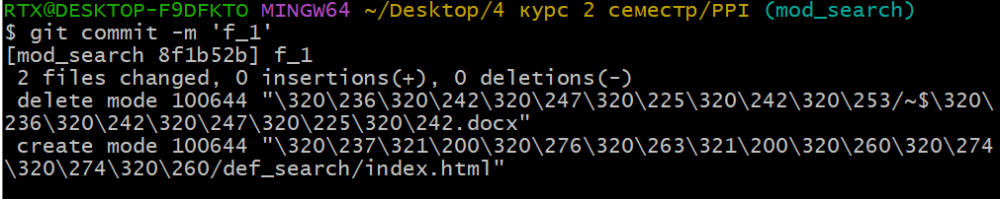 RTX@DESKTOP-F9DFKTO MINGW64 ~/Desktop/4 курс 2 семестр/PPI (mod_search)
$ git commit -m 'f_1'
[mod_search 8f1b52b] f_1
 2 files changed, 0 insertions(+), 0 deletions(-)
 delete mode 100644 "\320\236\320\242\320\247\320\225\320\242\320\253/~$\320\
236\320\242\320\247\320\225\320\242.docx"
 create mode 100644 "\320\237\321\200\320\276\320\263\321\200\320\260\320\274
\320\274\320\260/def_search/index.html"